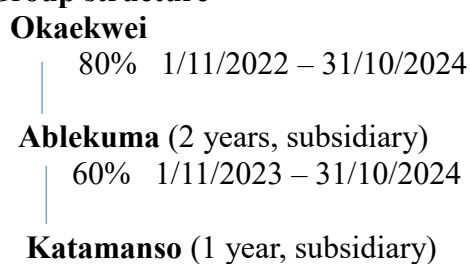 Group structure
Okaekwei
80% 1/11/2022 – 31/10/2024
Ablekuma (2 years, subsidiary)
60% 1/11/2023 – 31/10/2024
Katamanso (1 year, subsidiary)